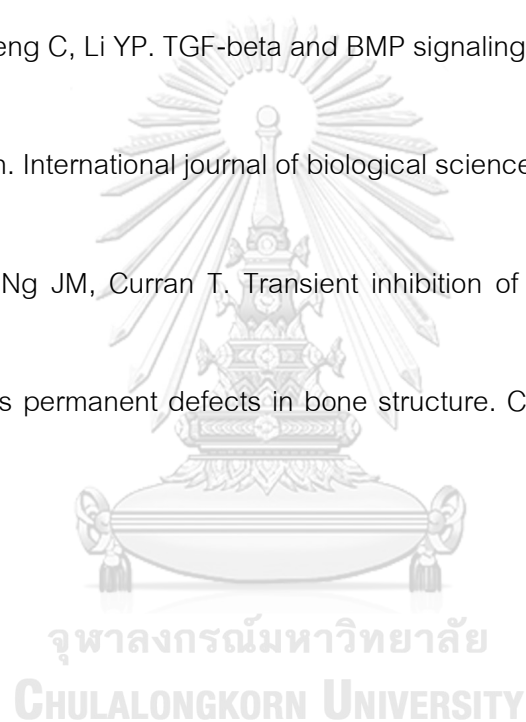 eng C, Li YP. TGF-beta and BMP signaling
n. International journal of biological science
Ng JM, Curran T. Transient inhibition of
s permanent defects in bone structure. C
จุฬาลงกรณ์มหาวิทยาลัย
CHULALONGKORN UNIVERSITY